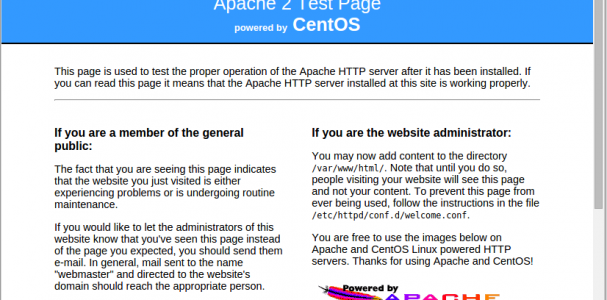 Apache 2 Test Page
powered by CentOS
This page is used to test the proper operation of the Apache HTTP server after it has been installed. If
you can read this page it means that the Apache HTTP server installed at this site is working properly.
If you are a member of the general
public:
The fact that you are seeing this page indicates
that the website you just visited is either
experiencing problems or is undergoing routine
maintenance.
If you would like to let the administrators of this
website know that you've seen this page instead
of the page you expected, you should send them
e-mail. In general, mail sent to the name
"webmaster" and directed to the website's
domain should reach the appropriate person.
If you are the website administrator:
You may now add content to the directory
/var/www/html/. Note that until you do so,
people visiting your website will see this page
and not your content. To prevent this page from
ever being used, follow the instructions in the file
/etc/httpd/conf.d/welcome.conf.
You are free to use the images below on
Apache and CentOS Linux powered HTTP
servers. Thanks for using Apache and CentOS!
Powered by
APACHE